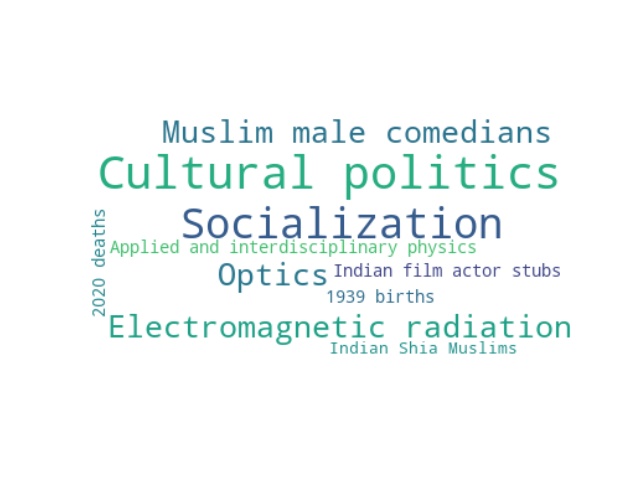 Muslim male comedians
Cultural politics
Socialization
2020 deaths
Applied and interdisciplinary physics
Optics
Indian film actor stubs
1939 births
Electromagnetic radiation
Indian Shia Muslims